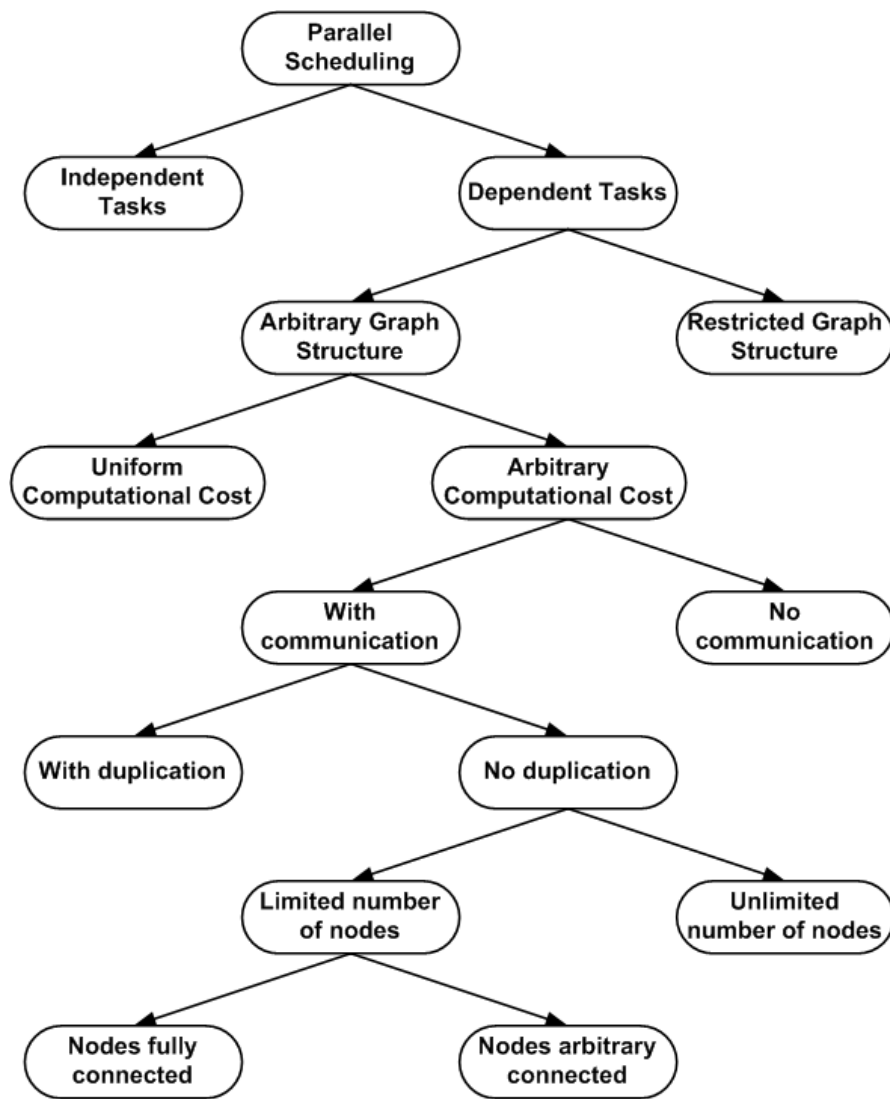 Parallel
Scheduling
Independent
Tasks
Dependent Tasks
Arbitrary Graph
Structure
Restricted Graph
Structure
Uniform
Computational Cost
Arbitrary
Computational Cost
With
communication
No
communication
With duplication
No duplication
Limited number
of nodes
Unlimited
number of nodes
Nodes fully
connected
Nodes arbitrary
connected